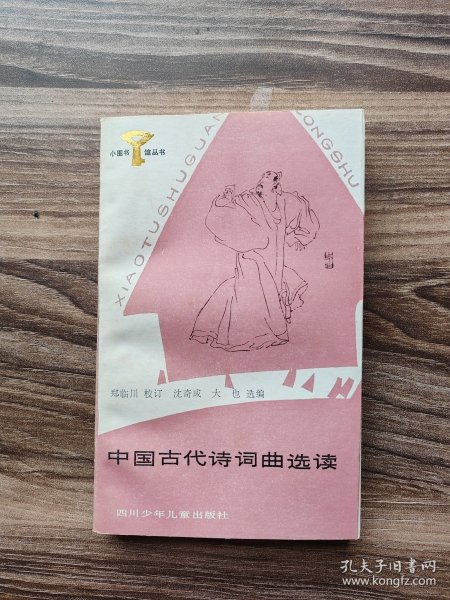 小图书 馆丛书
XIAOTUSHUGUAN CONGSHU
郑临川 校订 沈奇成 大 也 选编
中国古代诗词曲选读
四川少年儿童出版社
孔夫子旧书网
www.kongfz.com